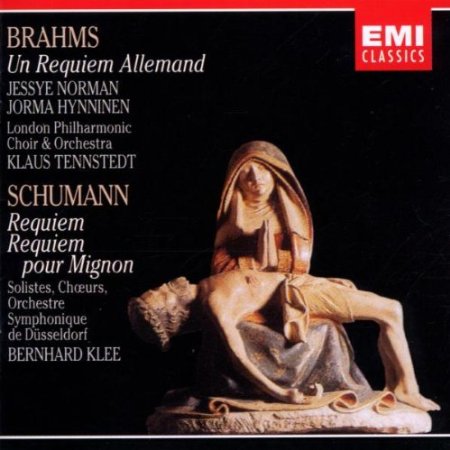 BRAHMS
Un Requiem Allemand
JESSYE NORMAN
JORMA HYNNINEN
London Philharmonic
Choir & Orchestra
KLAUS TENNSTEDT
SCHUMANN
Requiem
Requiem
pour Mignon
Solistes, Chœurs,
Orchestre
Symphonique
de Düsseldorf
BERNHARD KLEE
EMI
CLASSICS